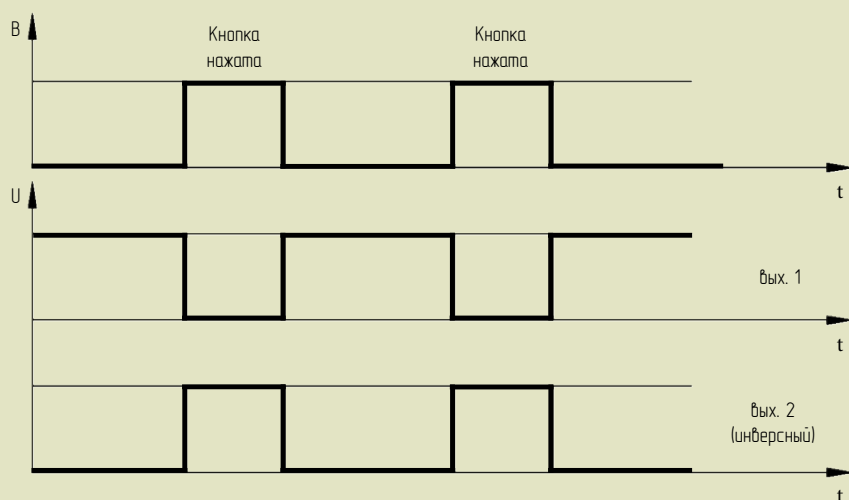 B
Кнопка
нажата
Кнопка
нажата
t
U
вых. 1
t
вых. 2
(инверсный)
t